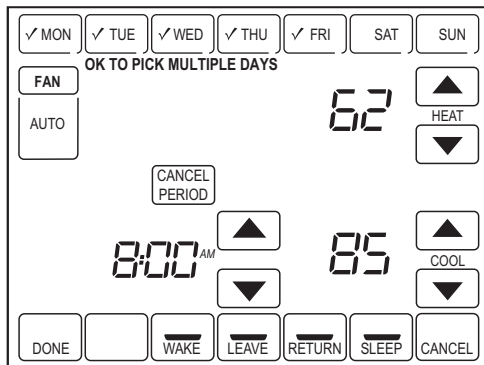 ✓ MON ✓ TUE ✓ WED ✓ THU ✓ FRI SAT SUN
OK TO PICK MULTIPLE DAYS
FAN
AUTO
62
HEAT
CANCEL
PERIOD
8:00 AM
85
COOL
DONE WAKE LEAVE RETURN SLEEP CANCEL